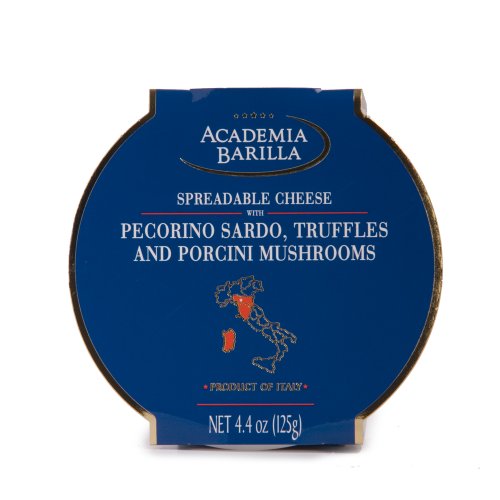 ACADEMIA
BARILLA
SPREADABLE CHEESE
WITH
PECORINO SARDO, TRUFFLES
AND PORCINI MUSHROOMS
PRODUCT OF ITALY
NET 4.4 oz (125g)